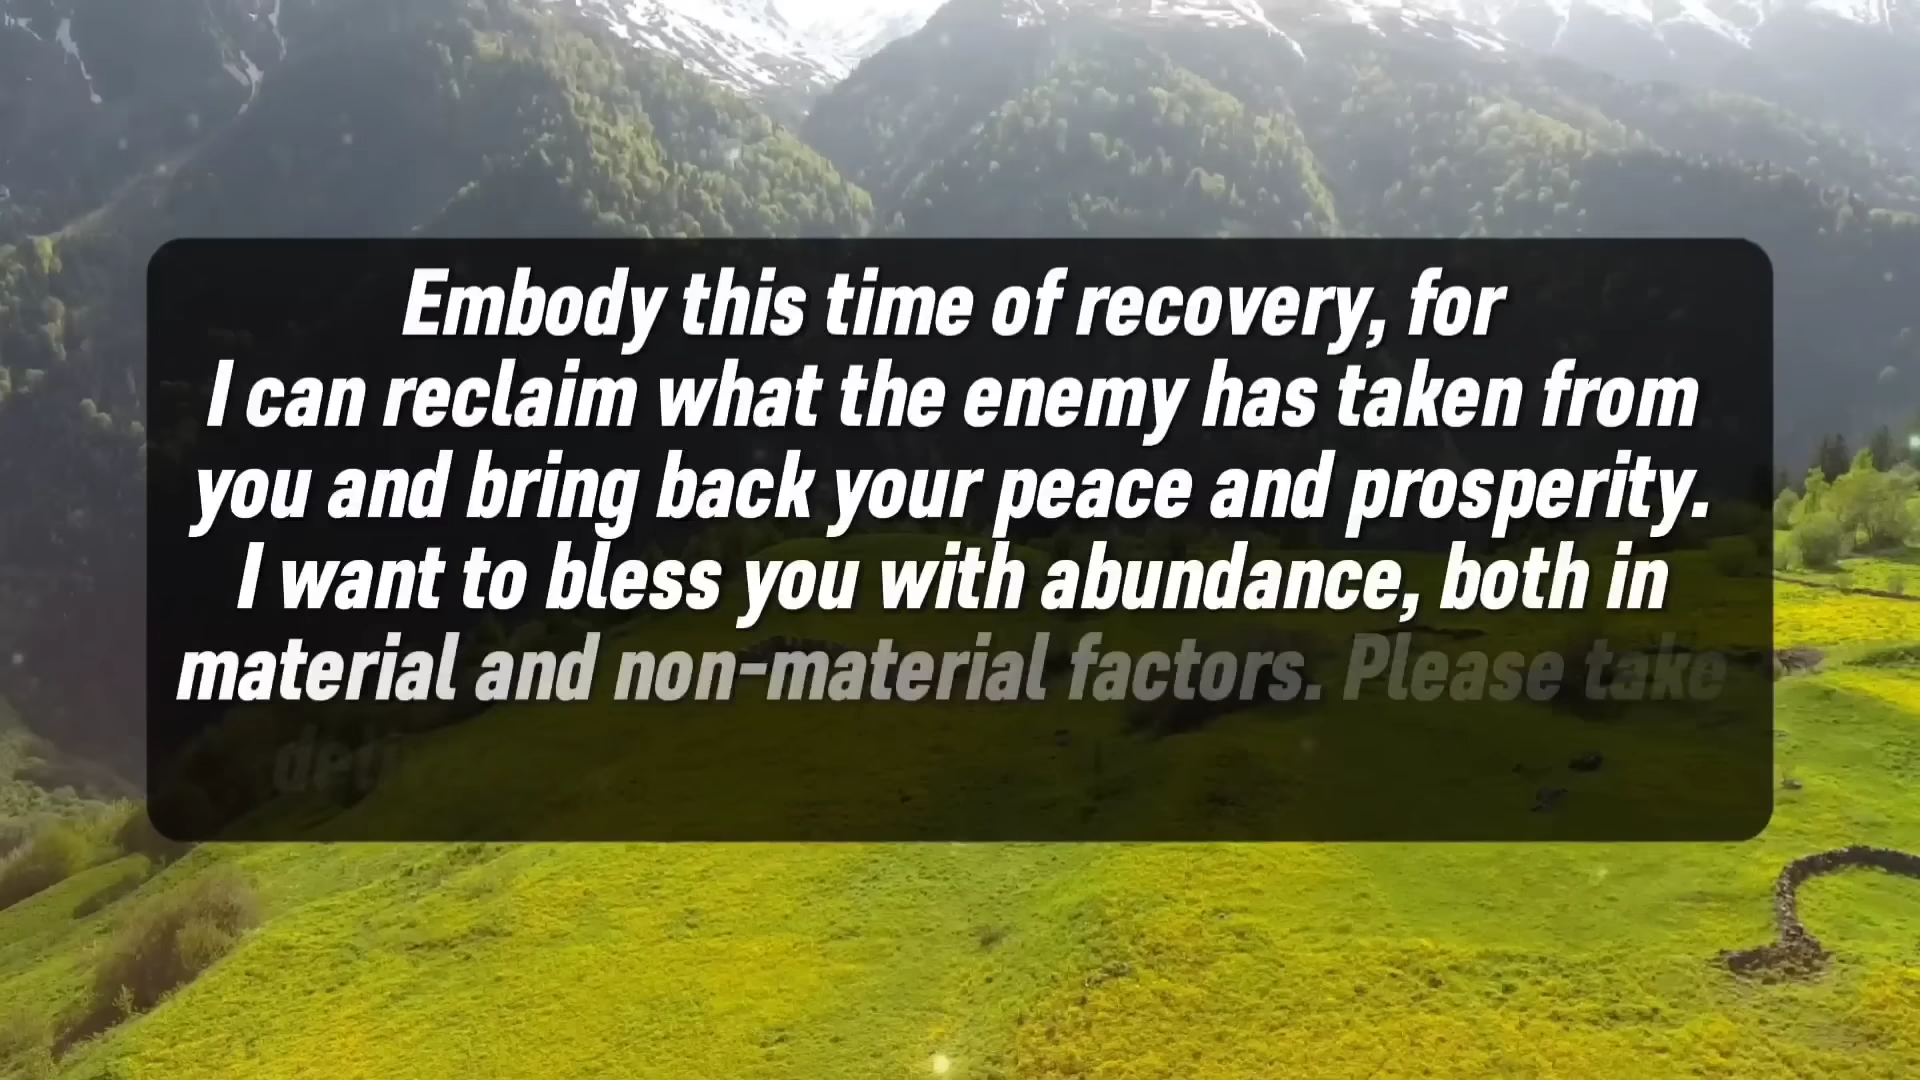 Embody this time of recovery, for
I can reclaim what the enemy has taken from
you and bring back your peace and prosperity.
I want to bless you with abundance, both in
material and non-material factors. Please take